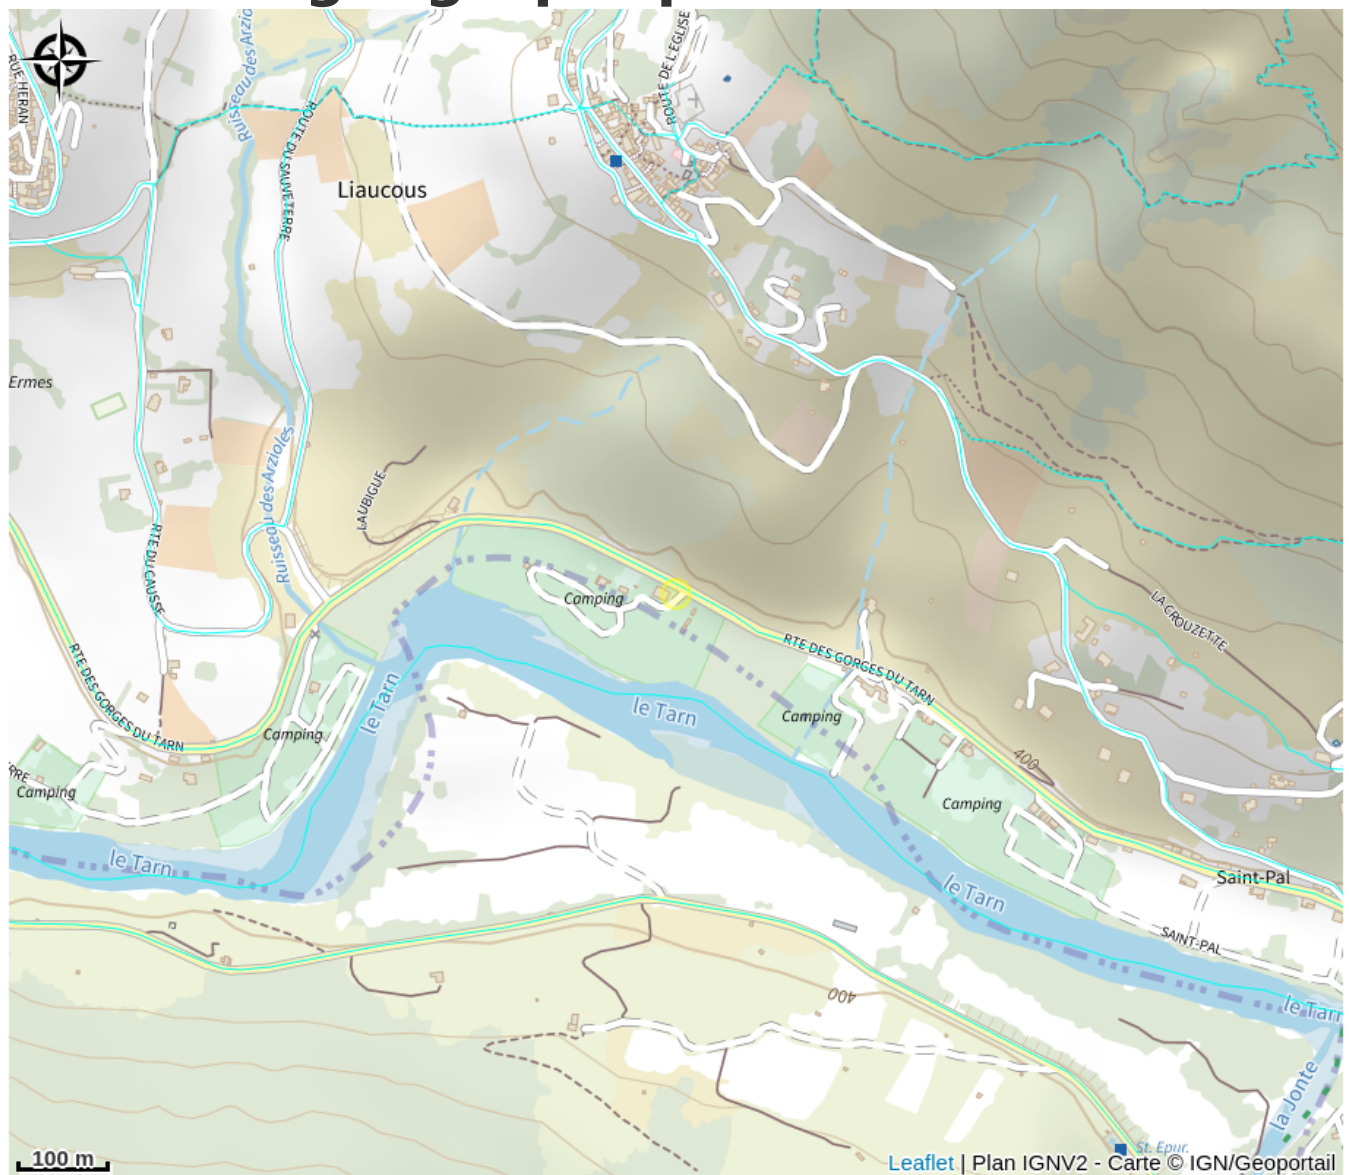 RUE HERAN
Ruisseau des Arzio
ROUTE DE L'EGLISE
ROUTE DU SAUVETERRE
Liaucous
Ermes
Ruisseau des Arzioles
LAUBIGUE
RTE DU CAUSSE
Camping
LA CROUZETTE
RTE DES GORGES DU TARN
RTE DES GORGES DU TARN
le Tarn
le Tarn
Camping
Camping
400
ERRE
Camping
Camping
le Tarn
Saint-Pal
le Tarn
SAINT-PAL
400
le Tarn
la Jonte
St. Epur.
100 m
Leaflet | Plan IGNV2 - Carte © IGN/Geoportail